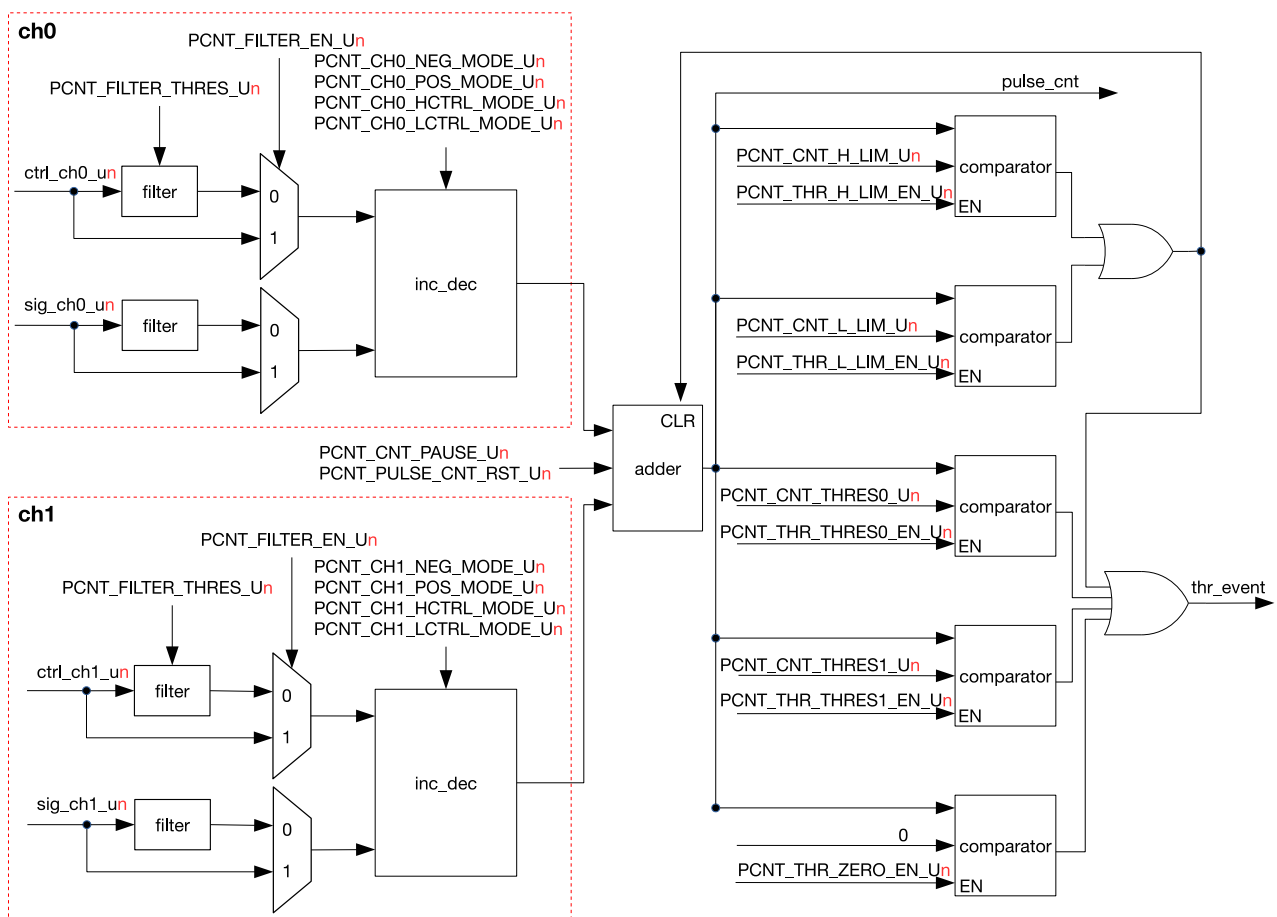 ch0
PCNT_FILTER_EN_Un
PCNT_CH0_NEG_MODE_Un
PCNT_CH0_POS_MODE_Un
PCNT_CH0_HCTRL_MODE_Un
PCNT_CH0_LCTRL_MODE_Un
PCNT_FILTER_THRES_Un
ctrl_ch0_un
filter
0
1
sig_ch0_un
filter
0
1
inc_dec
PCNT_CNT_PAUSE_Un
PCNT_PULSE_CNT_RST_Un
CLR
adder
ch1
PCNT_FILTER_EN_Un
PCNT_CH1_NEG_MODE_Un
PCNT_CH1_POS_MODE_Un
PCNT_CH1_HCTRL_MODE_Un
PCNT_CH1_LCTRL_MODE_Un
PCNT_FILTER_THRES_Un
ctrl_ch1_un
filter
0
1
sig_ch1_un
filter
0
1
inc_dec
pulse_cnt
PCNT_CNT_H_LIM_Un
PCNT_THR_H_LIM_EN_Un
comparator
EN
PCNT_CNT_L_LIM_Un
PCNT_THR_L_LIM_EN_Un
comparator
EN
PCNT_CNT_THRES0_Un
PCNT_THR_THRES0_EN_Un
comparator
EN
thr_event
PCNT_CNT_THRES1_Un
PCNT_THR_THRES1_EN_Un
comparator
EN
0
PCNT_THR_ZERO_EN_Un
comparator
EN